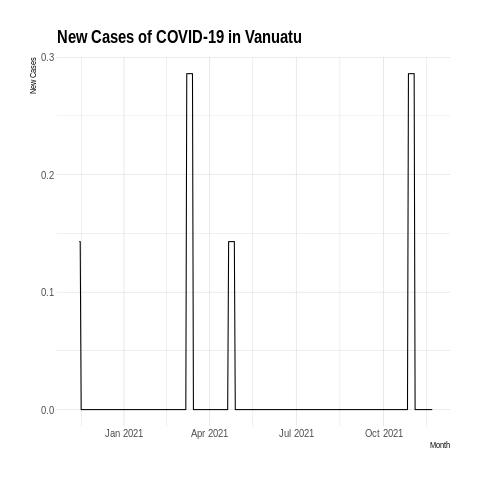 New Cases of COVID-19 in Vanuatu
New Cases
0.3
0.2
0.1
0.0
Jan 2021 Apr 2021 Jul 2021 Oct 2021
Month